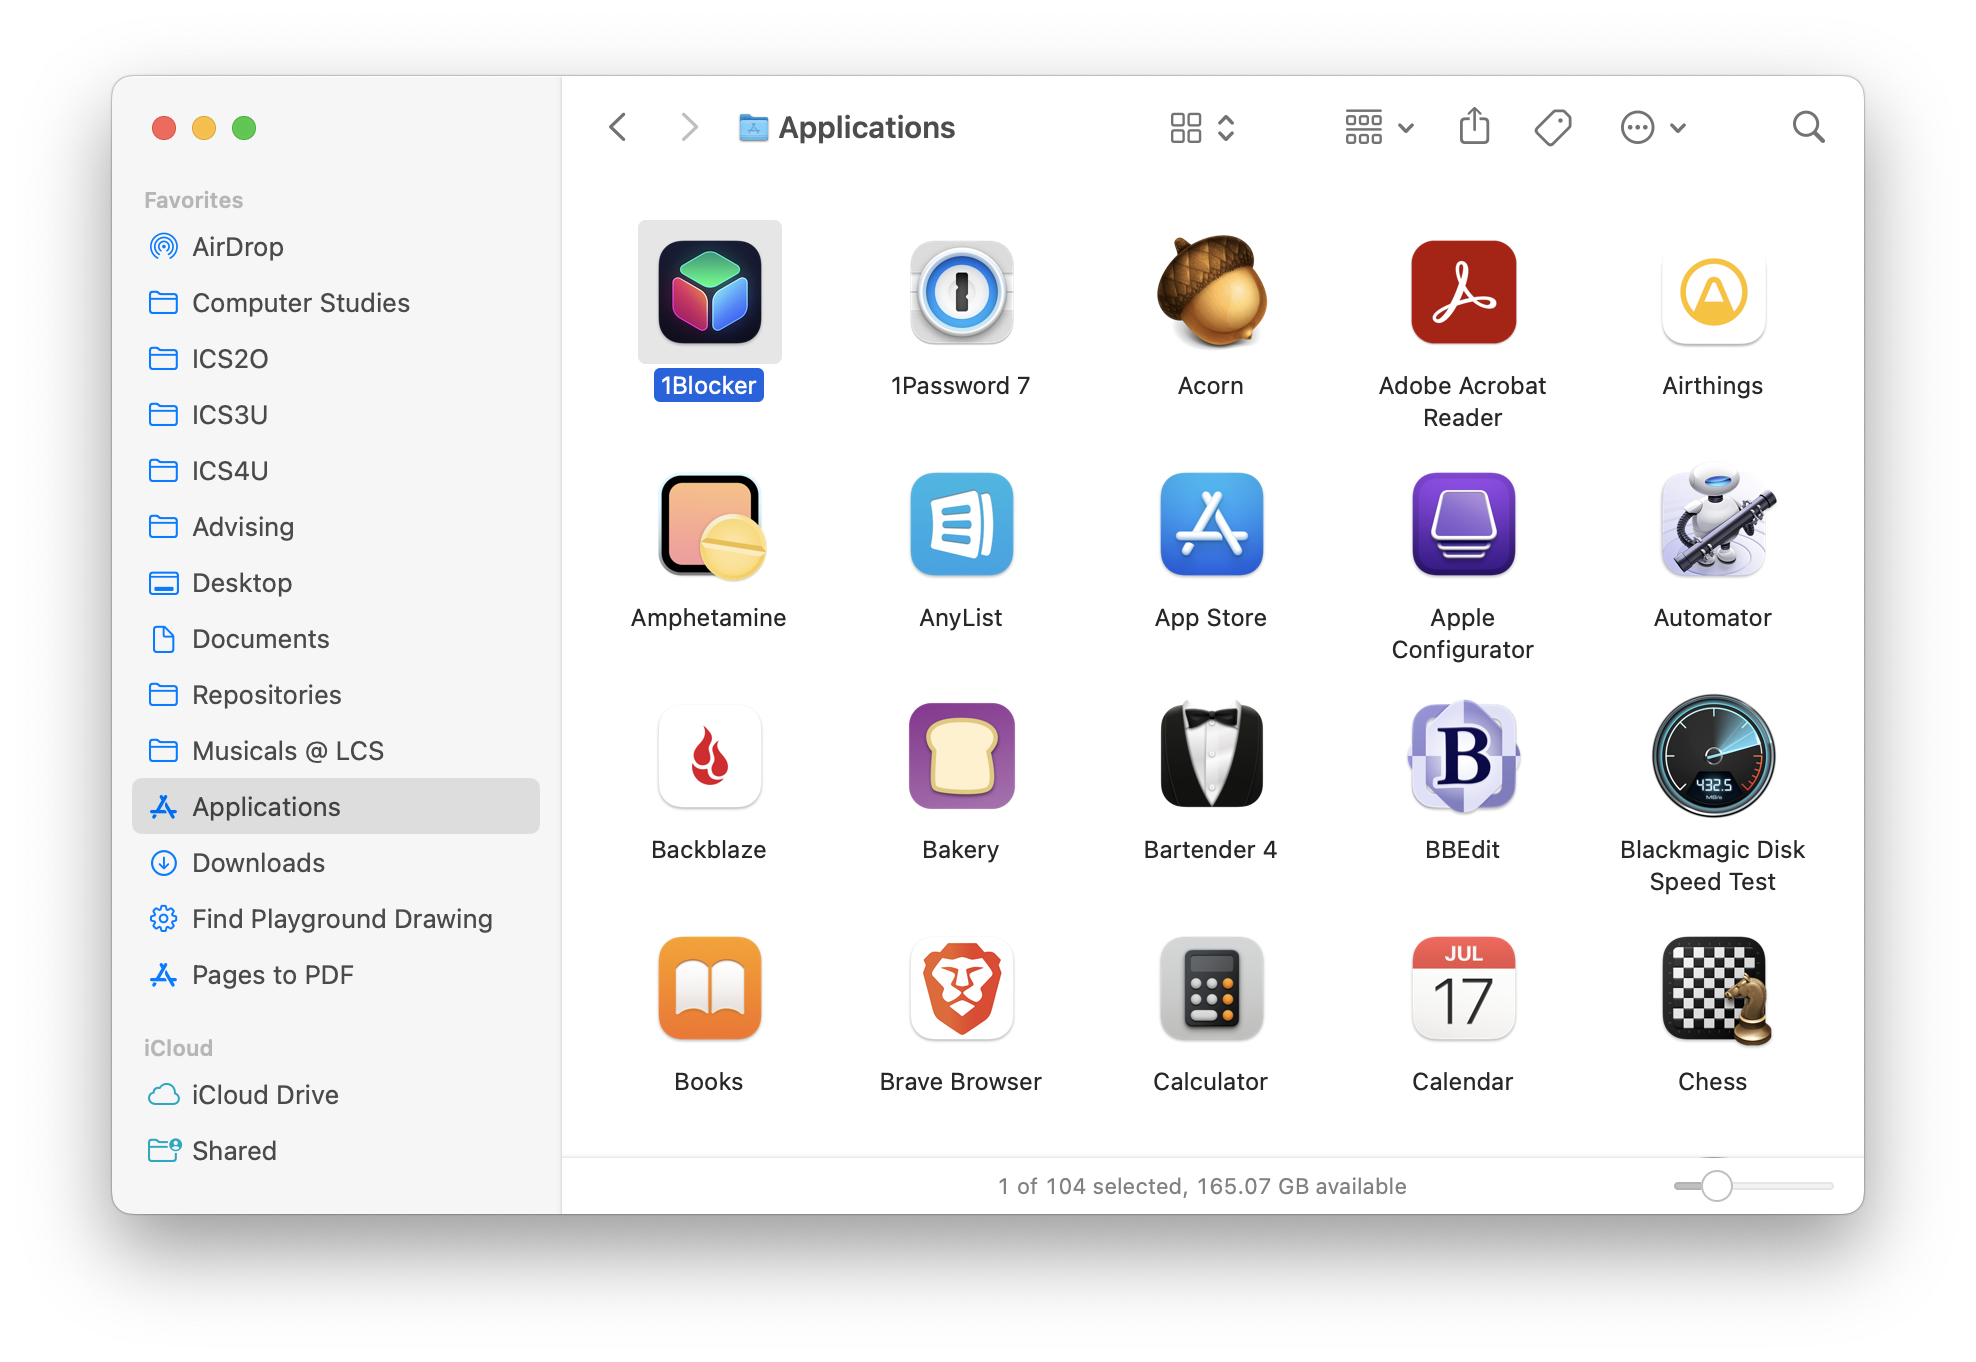 Applications
Favorites
AirDrop
Computer Studies
ICS2O
ICS3U
ICS4U
Advising
Desktop
Documents
Repositories
Musicals @ LCS
Applications
Downloads
Find Playground Drawing
Pages to PDF
iCloud
iCloud Drive
Shared
1Blocker
1Password 7
Acorn
Adobe Acrobat
Reader
Airthings
Amphetamine
AnyList
App Store
Apple
Configurator
Automator
Backblaze
Bakery
Bartender 4
B
BBEdit
432.5
MB/s
Blackmagic Disk
Speed Test
Books
Brave Browser
Calculator
JUL
17
Calendar
Chess
1 of 104 selected, 165.07 GB available